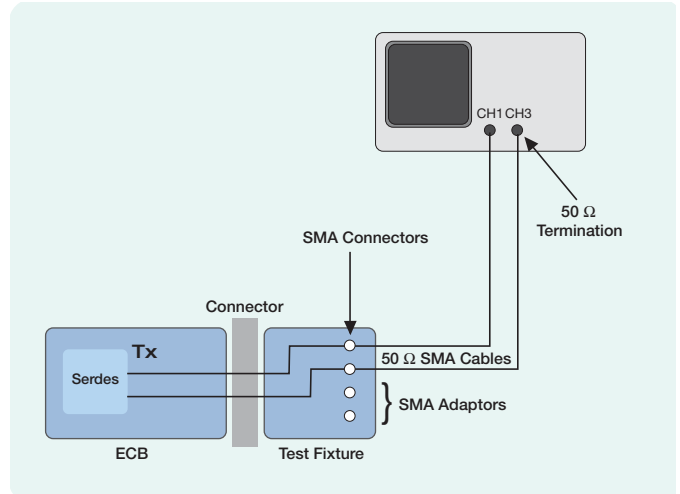 CH1 CH3
50 Ω
Termination
SMA Connectors
Connector
Tx
Serdes
50 Ω SMA Cables
SMA Adaptors
ECB
Test Fixture